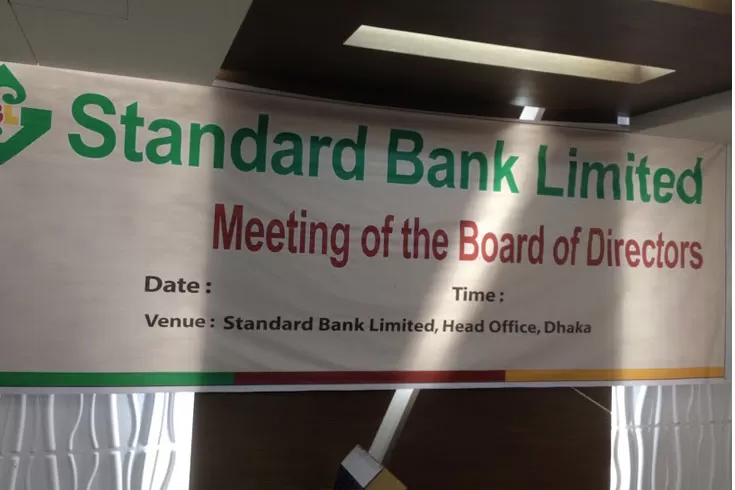 Standard Bank Limited
Meeting of the Board of Directors
Date :
Time :
Venue : Standard Bank Limited, Head Office, Dhaka